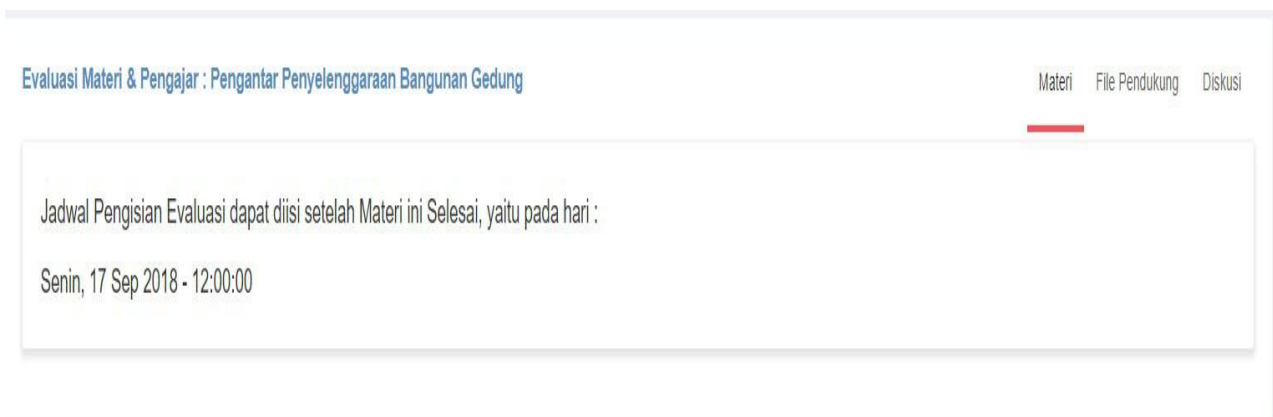 Evaluasi Materi & Pengajar : Pengantar Penyelenggaraan Bangunan Gedung
Materi File Pendukung Diskusi
Jadwal Pengisian Evaluasi dapat diisi setelah Materi ini Selesai, yaitu pada hari :
Senin, 17 Sep 2018 - 12:00:00